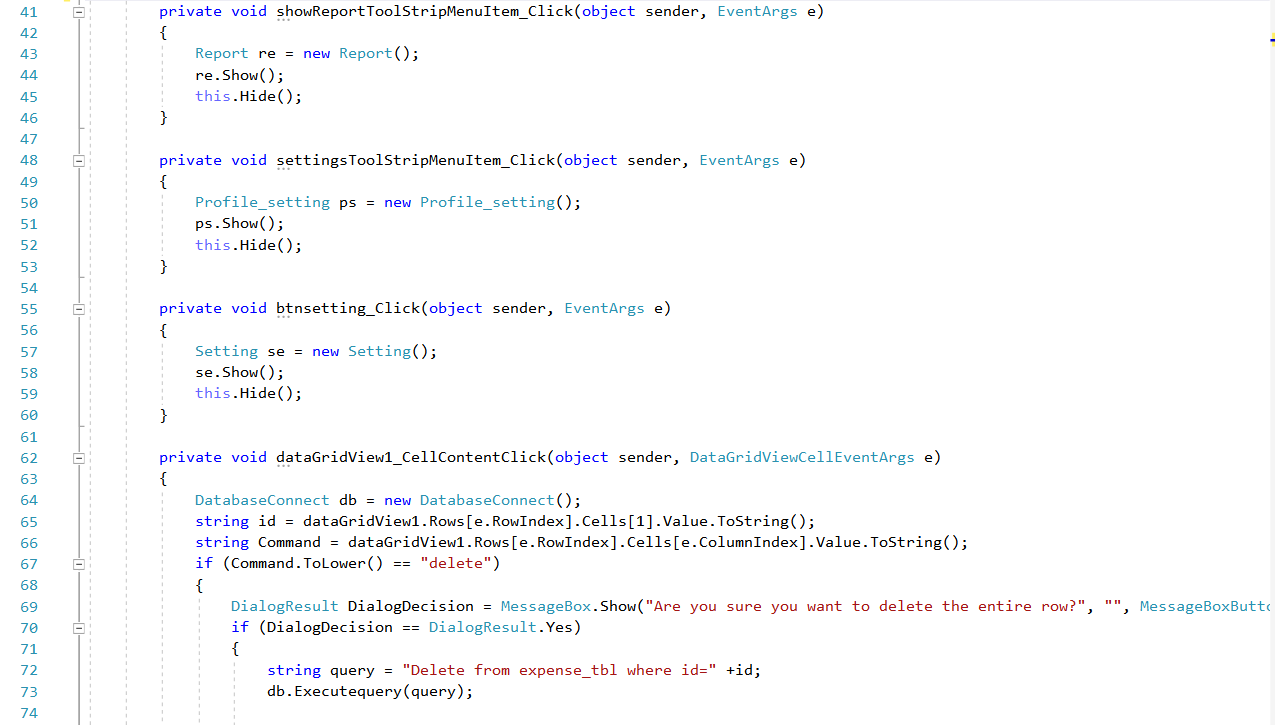 41 private void showReportToolStripMenuItem_Click(object sender, EventArgs e)
42 {
43 Report re = new Report();
44 re.Show();
45 this.Hide();
46 }
47
48 private void settingsToolStripMenuItem_Click(object sender, EventArgs e)
49 {
50 Profile_setting ps = new Profile_setting();
51 ps.Show();
52 this.Hide();
53 }
54
55 private void btnsetting_Click(object sender, EventArgs e)
56 {
57 Setting se = new Setting();
58 se.Show();
59 this.Hide();
60 }
61
62 private void dataGridView1_CellContentClick(object sender, DataGridViewCellEventArgs e)
63 {
64 DatabaseConnect db = new DatabaseConnect();
65 string id = dataGridView1.Rows[e.RowIndex].Cells[1].Value.ToString();
66 string Command = dataGridView1.Rows[e.RowIndex].Cells[e.ColumnIndex].Value.ToString();
67 if (Command.ToLower() == "delete")
68 {
69 DialogResult DialogDecision = MessageBox.Show("Are you sure you want to delete the entire row?", "", MessageBoxButto
70 if (DialogDecision == DialogResult.Yes)
71 {
72 string query = "Delete from expense_tbl where id=" +id;
73 db.Executequery(query);
74